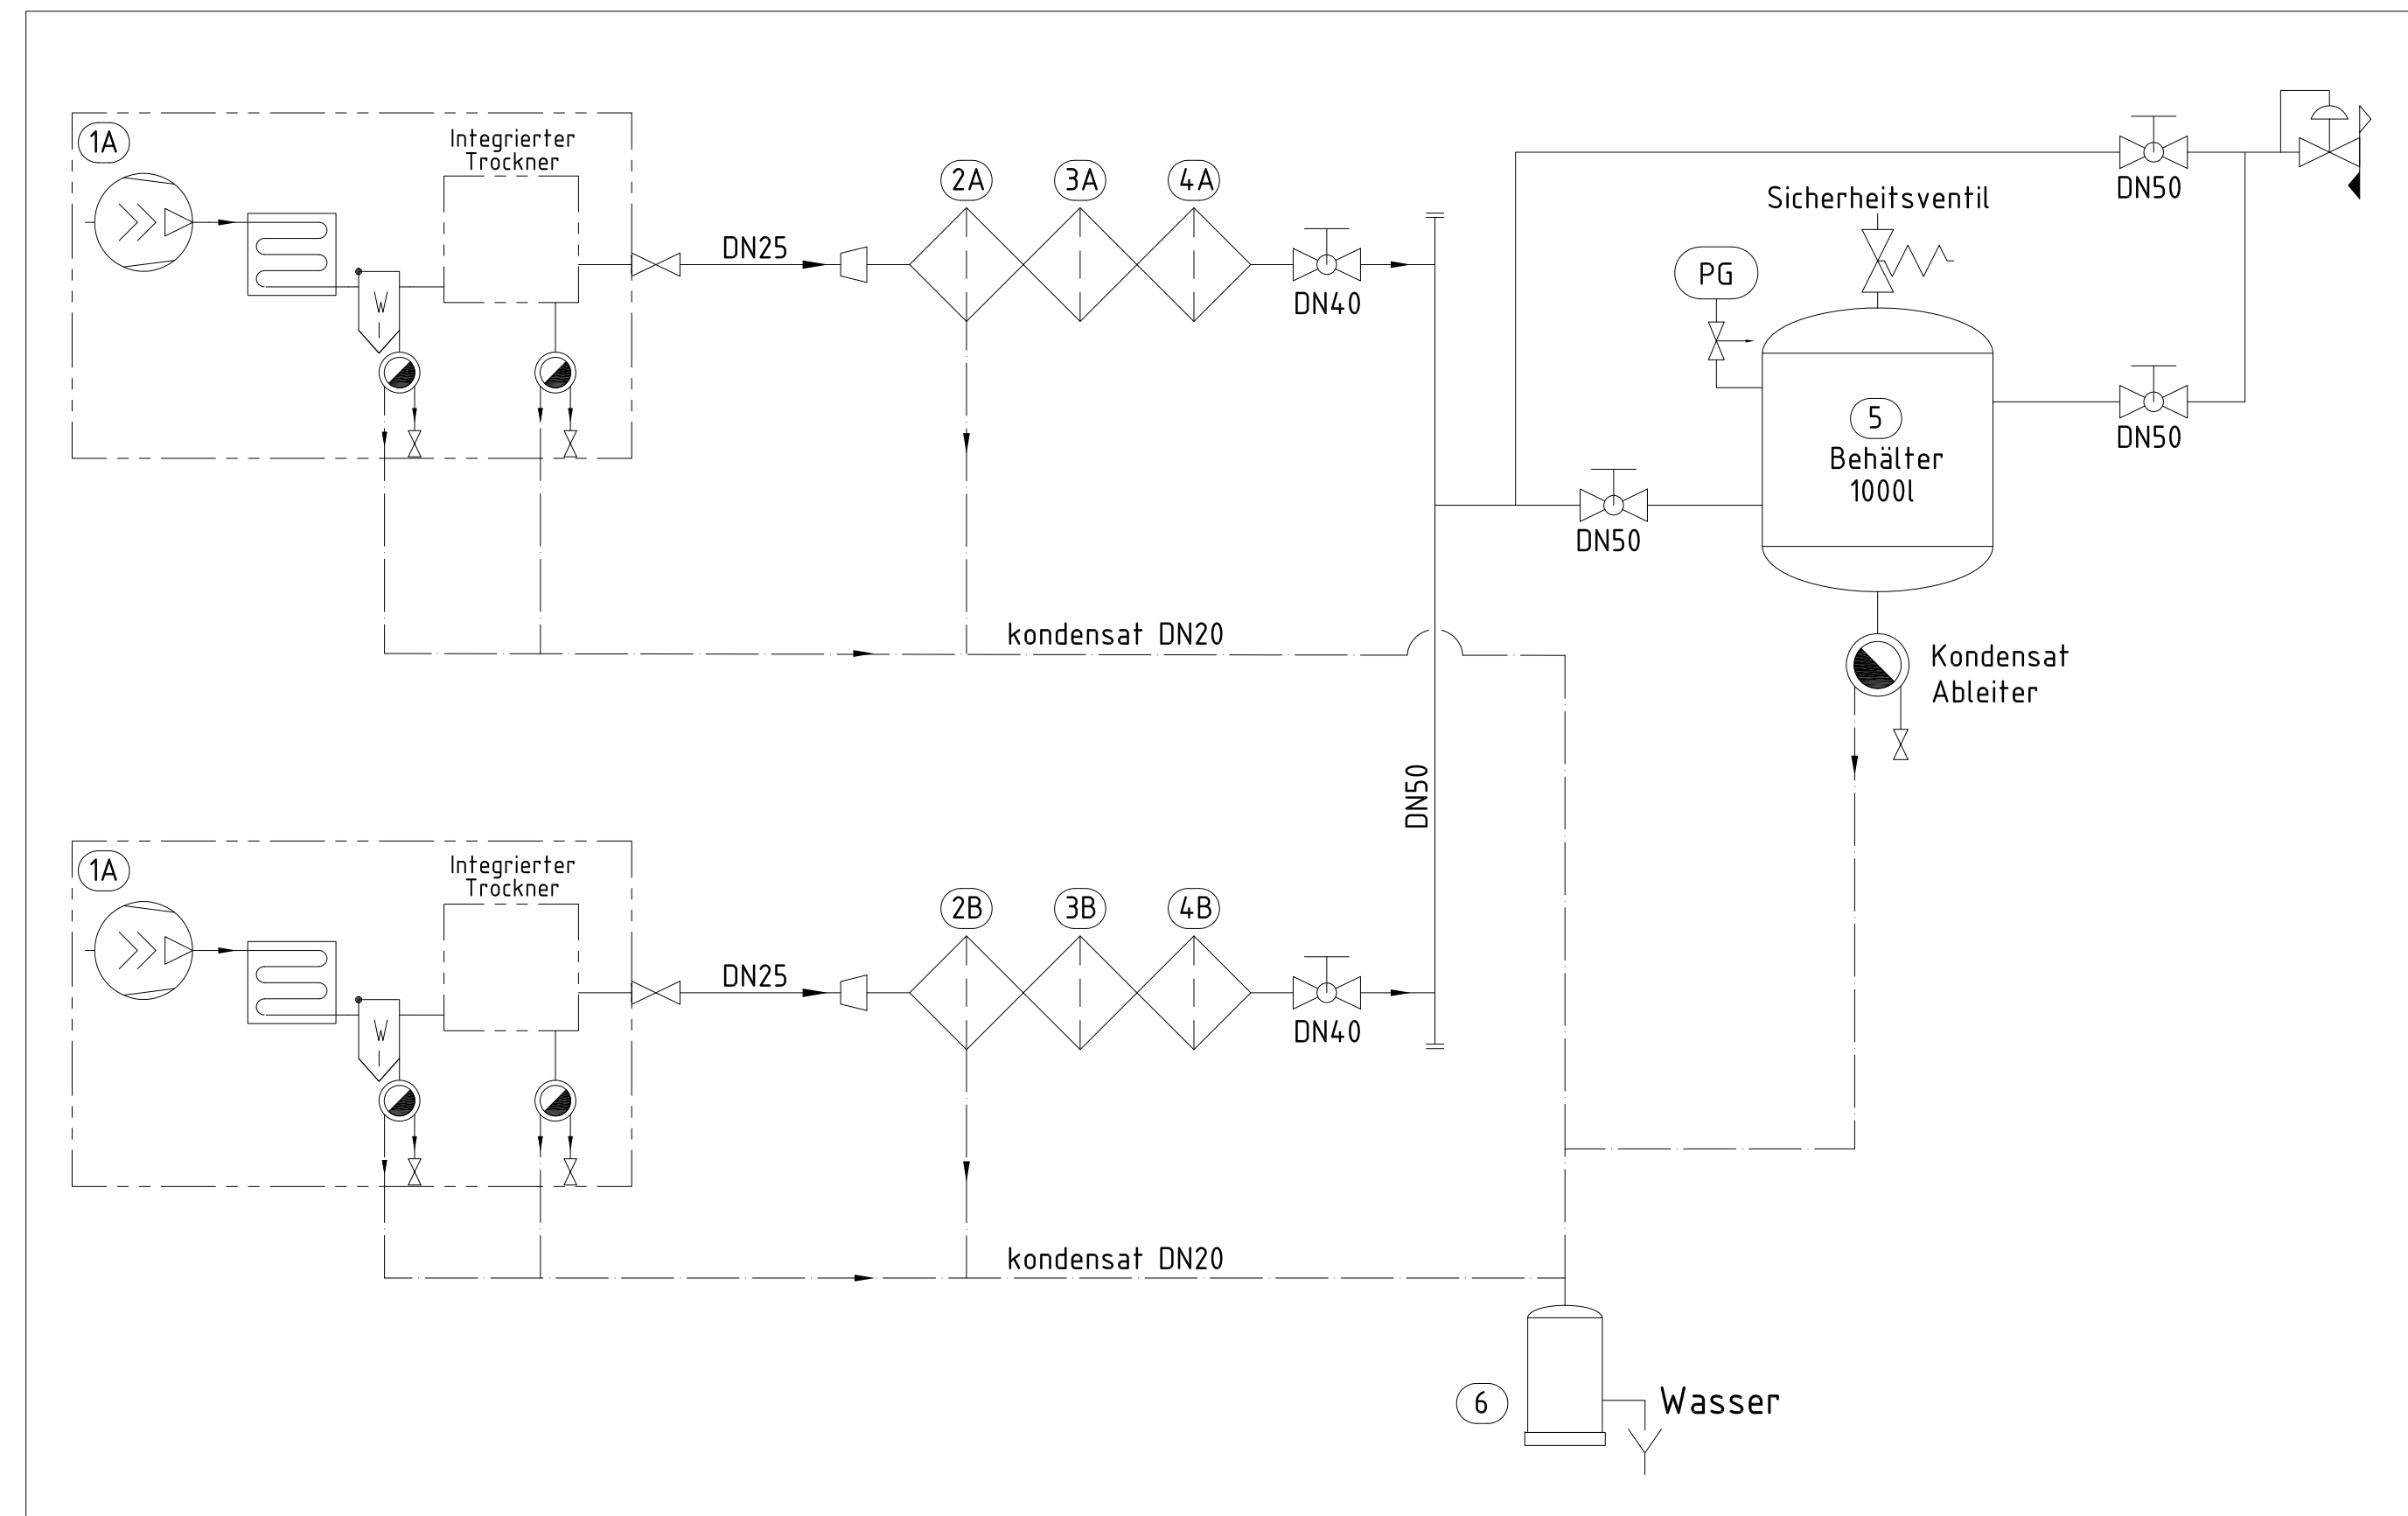 1A
Integrierter
Trockner
W
DN25
2A
3A
4A
DN40
DN50
Sicherheitsventil
PG
DN50
5
Behälter
1000l
DN50
kondensat DN20
Kondensat
Ableiter
DN50
1A
Integrierter
Trockner
W
DN25
2B
3B
4B
DN40
kondensat DN20
6
Wasser